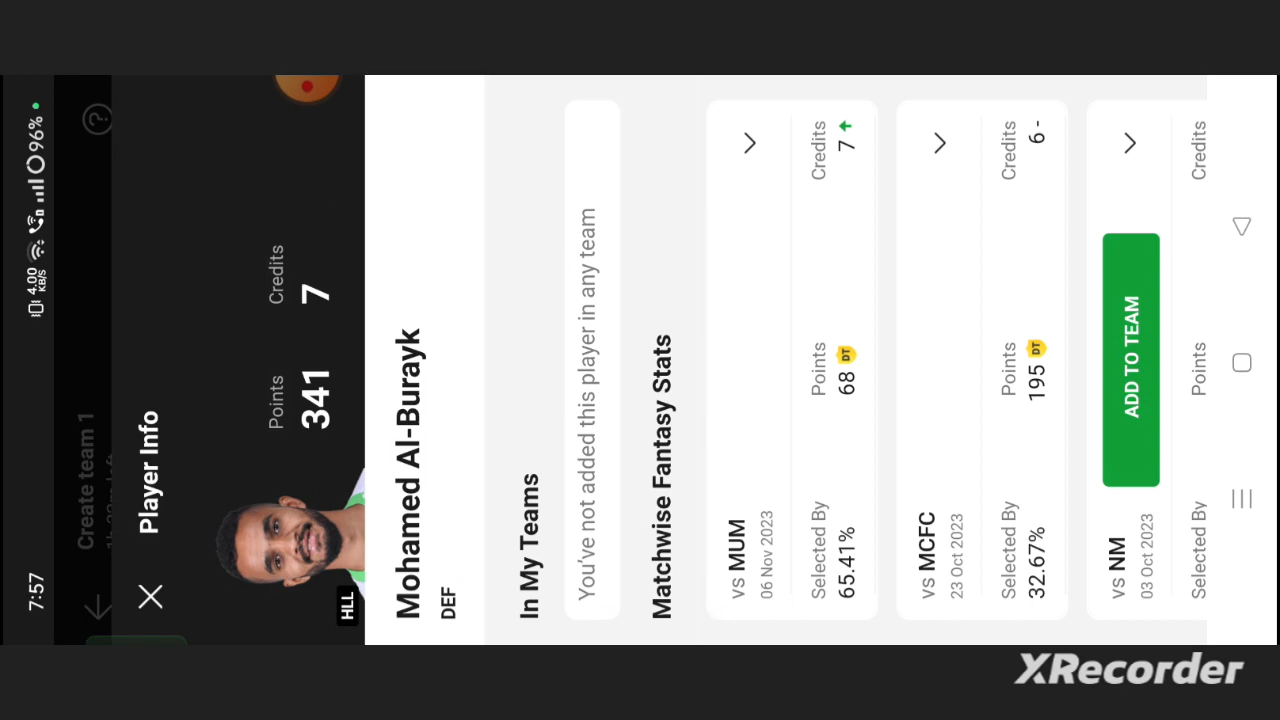 7:57
4.00
KB/S
96%
Create team 1
Player Info
Points
Credits
341
7
HLL
Mohamed Al-Burayk
DEF
In My Teams
You've not added this player in any team
Matchwise Fantasy Stats
vs MUM
06 Nov 2023
Selected By Points Credits
65.41% 68 DT 7
vs MCFC
23 Oct 2023
Selected By Points Credits
32.67% 195 DT 6 -
vs NM
03 Oct 2023
ADD TO TEAM
Selected By Points Credits
XRecorder